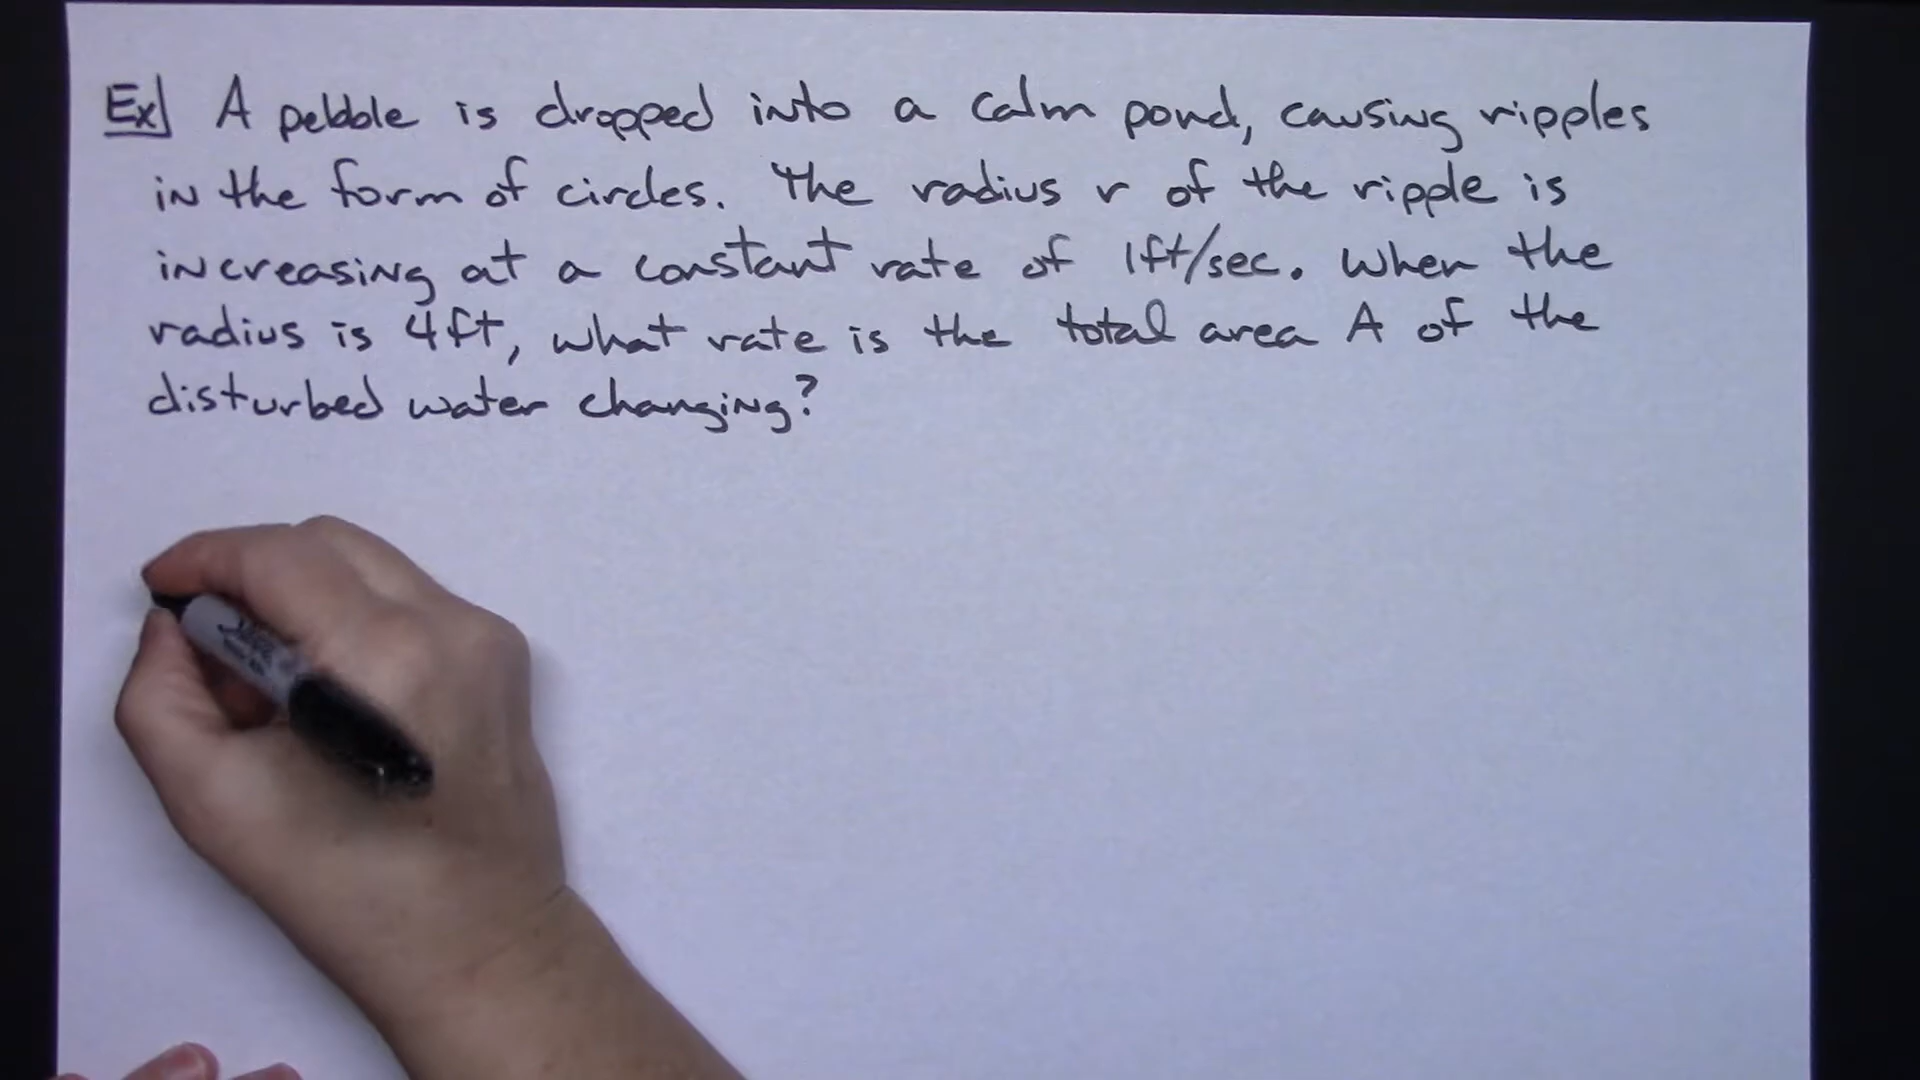 Ex] A pebble is dropped into a calm pond, causing ripples
in the form of circles. The radius r of the ripple is
increasing at a constant rate of 1ft/sec. When the
radius is 4ft, what rate is the total area A of the
disturbed water changing?